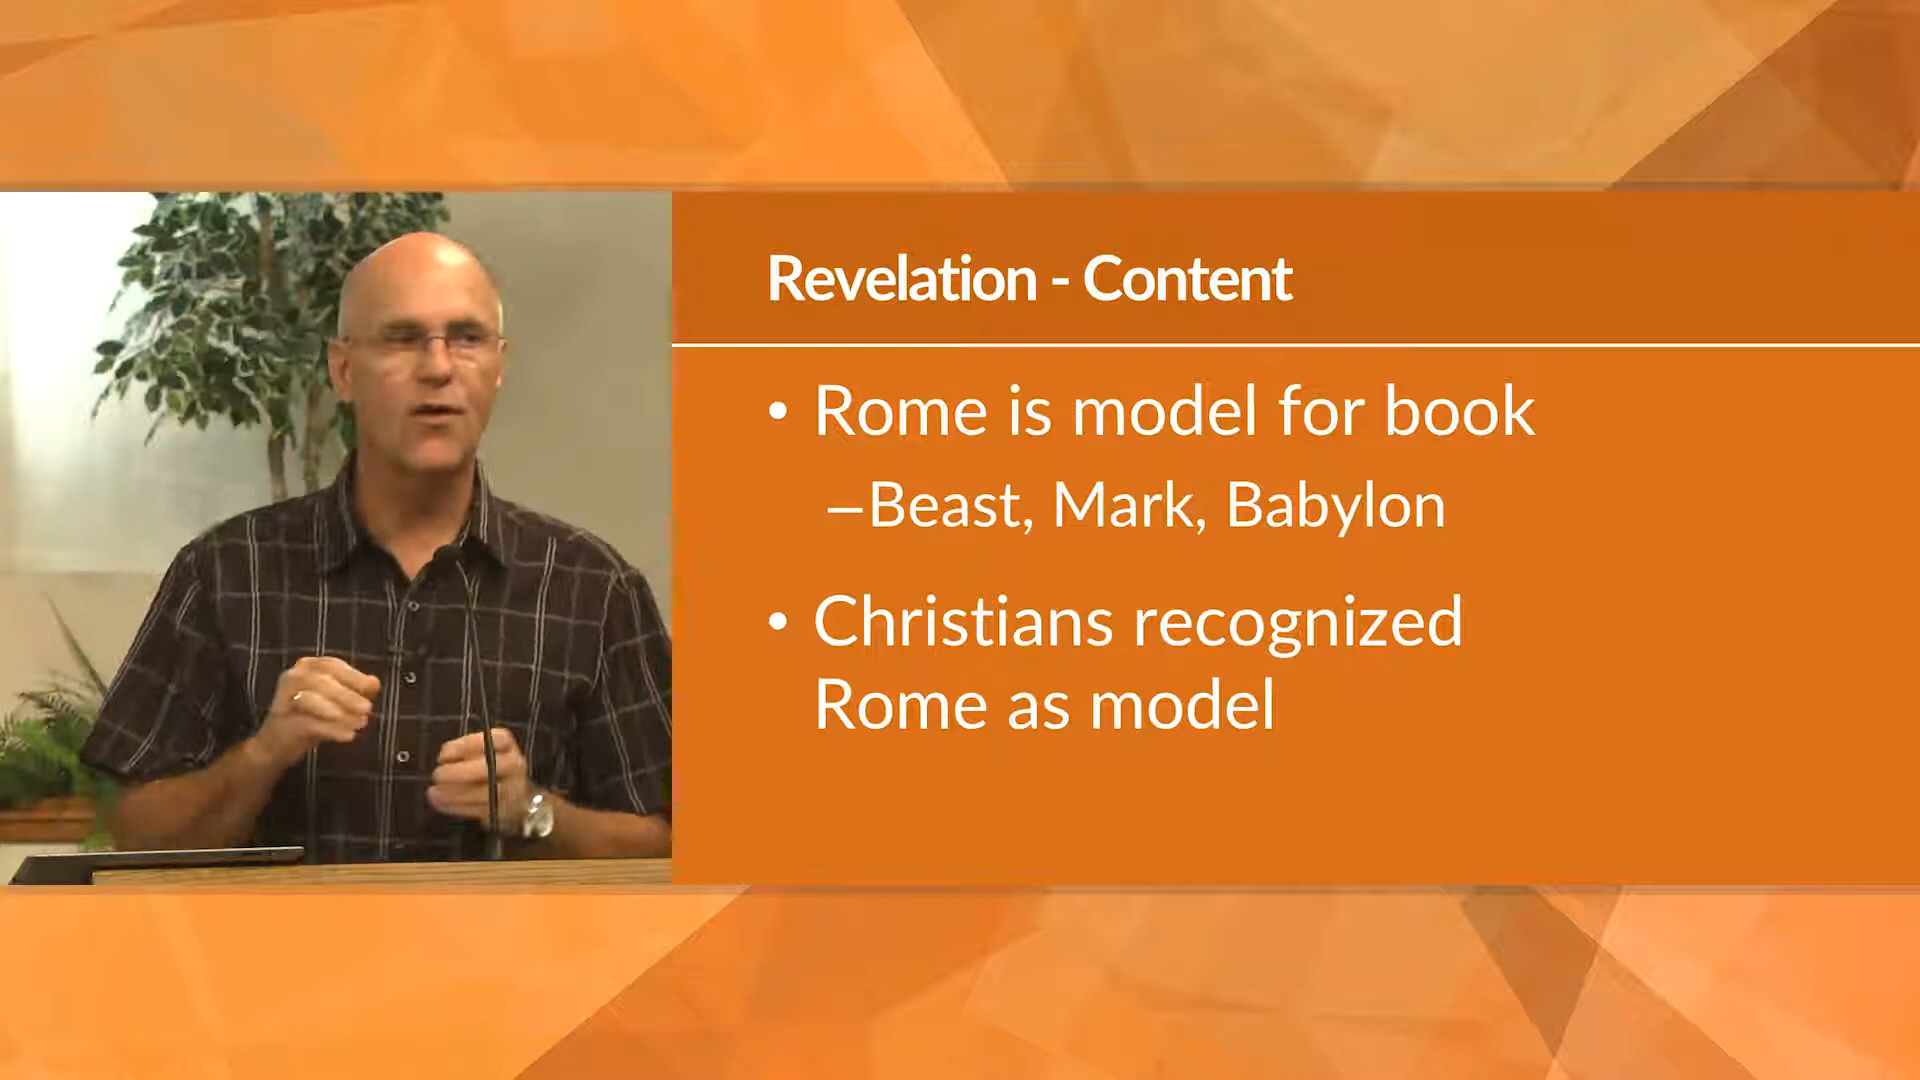 Revelation - Content
• Rome is model for book
–Beast, Mark, Babylon
• Christians recognized
Rome as model